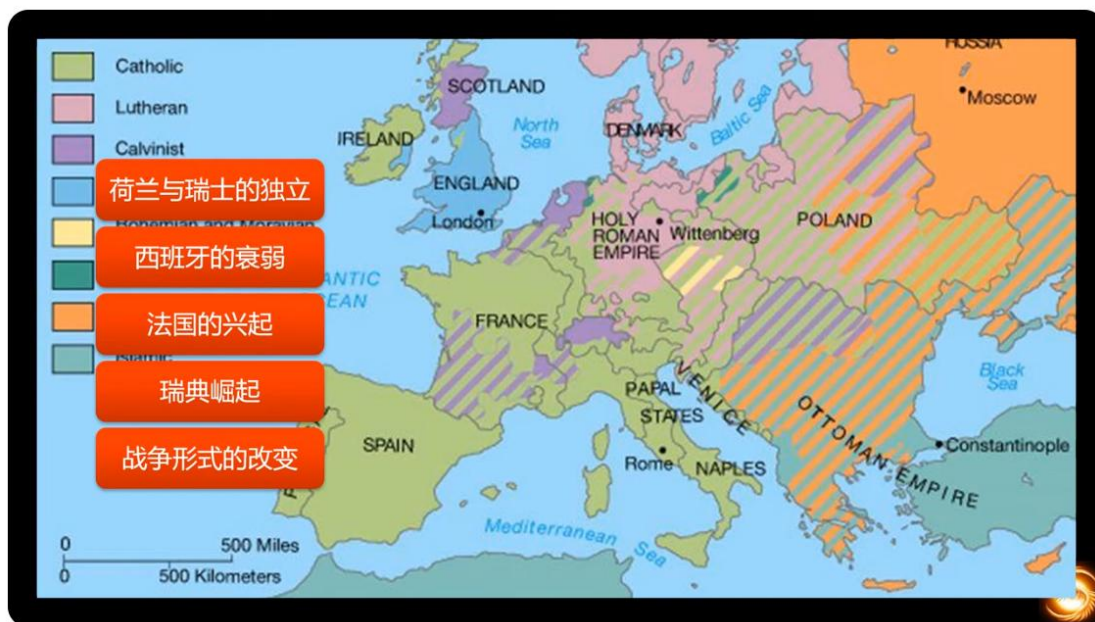 Catholic
Lutheran
Calvinist
荷兰与瑞士的独立
西班牙的衰弱
法国的兴起
Islamic
瑞典崛起
战争形式的改变
RUSSIA
Moscow
SCOTLAND
North
Sea
DENMARK
Baltic Sea
IRELAND
ENGLAND
London
HOLY
ROMAN
EMPIRE
Wittenberg
POLAND
FRANCE
PAPAL
STATES
VENICE
Black
Sea
OTTOMAN EMPIRE
Constantinople
SPAIN
Rome
NAPLES
Mediterranean Sea
0 500 Miles
0 500 Kilometers